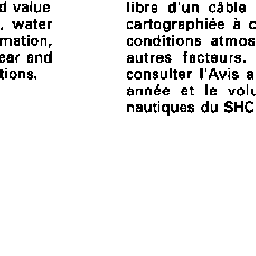 d value
, water
mation,
ear and
tions.
libre d'un câble
cartographiée à
conditions atmos
autres facteurs.
consulter l'Avis a
année et le volu
nautiques du SHC